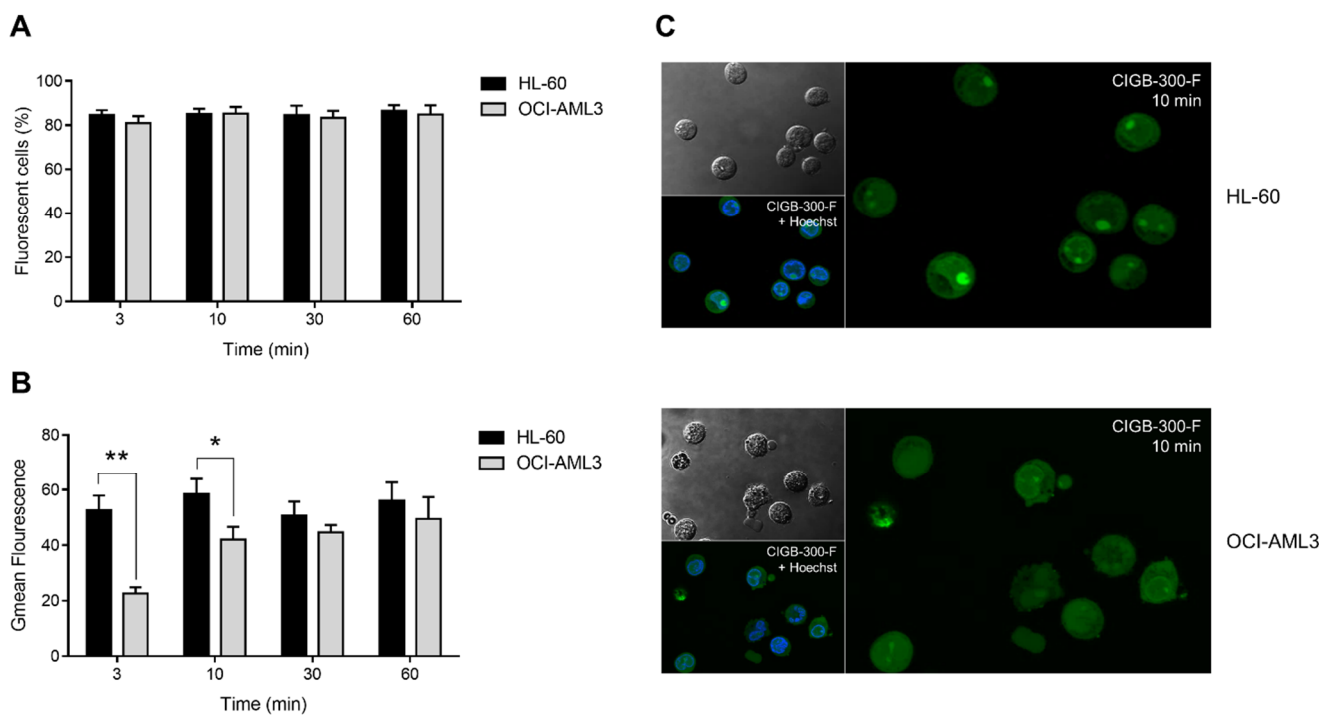 A
100
80
60
40
20
0
Fluorescent cells (%)
3 10 30 60
Time (min)
HL-60
OCI-AML3
B
80
60
40
20
0
Gmean Flourescence
** *
3 10 30 60
Time (min)
HL-60
OCI-AML3
C
CIGB-300-F
+ Hoechst
CIGB-300-F
10 min
HL-60
CIGB-300-F
+ Hoechst
CIGB-300-F
10 min
OCI-AML3